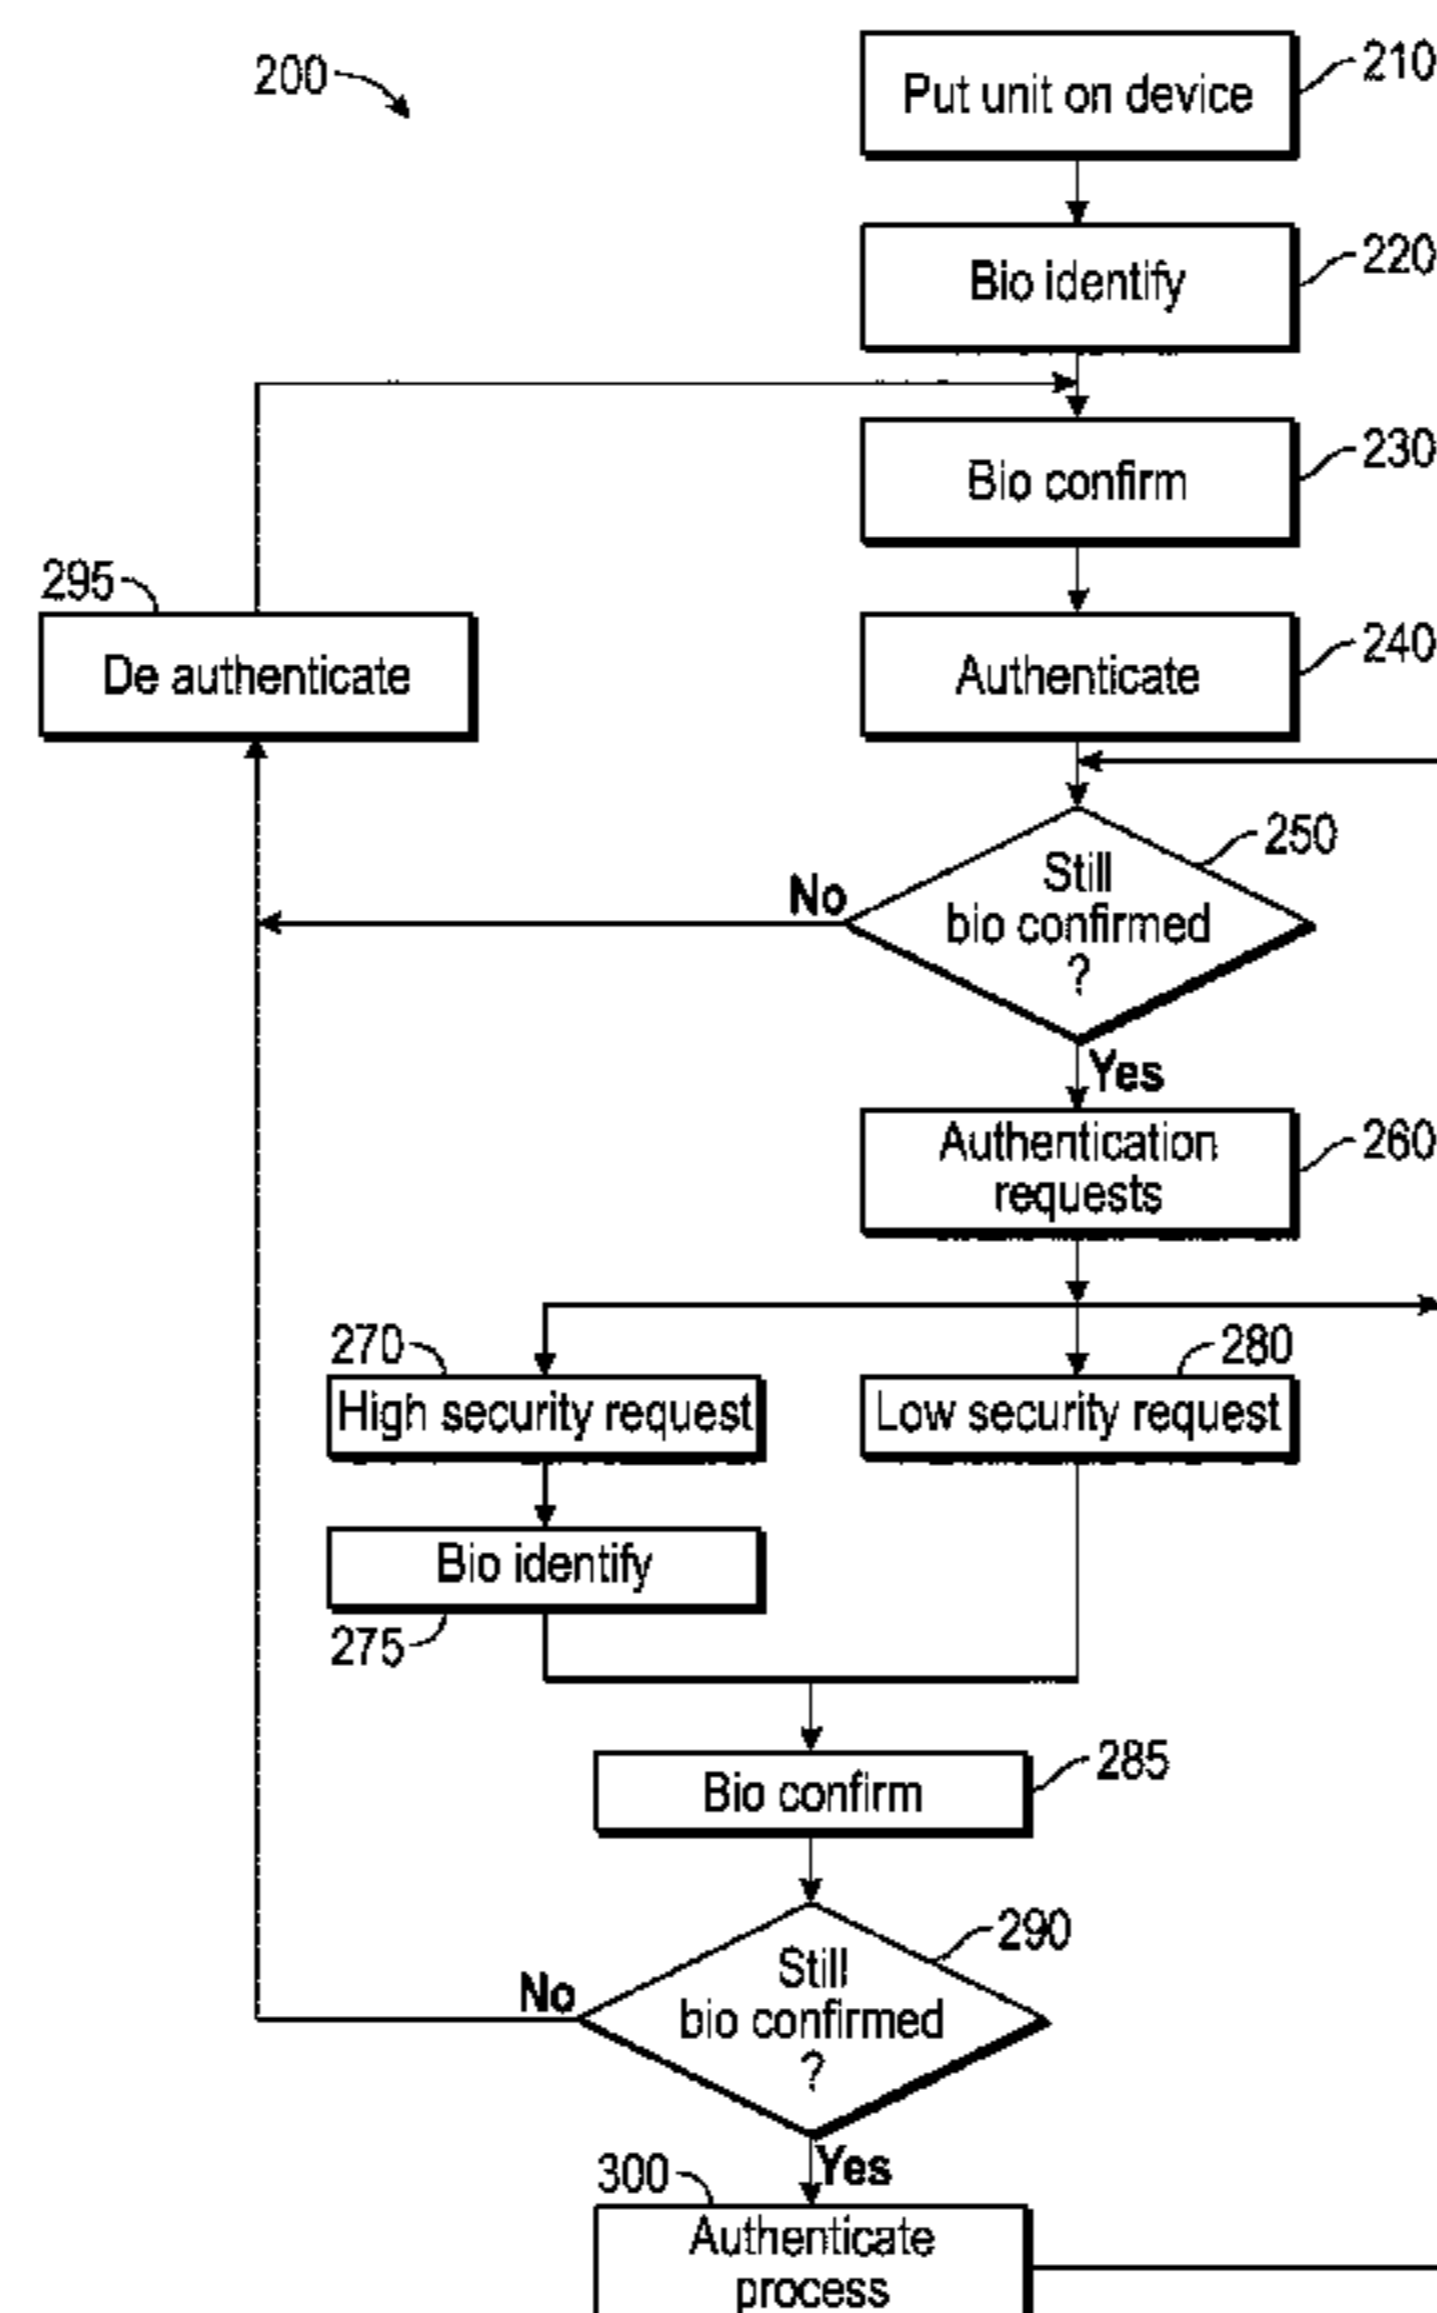 200
Put unit on device
210
Bio identify
220
Bio confirm
230
295
De authenticate
Authenticate
240
250
Still
bio confirmed
?
No
Yes
Authentication
requests
260
270
High security request
280
Low security request
Bio identify
275
Bio confirm
285
290
Still
bio confirmed
?
No
Yes
300
Authenticate
process